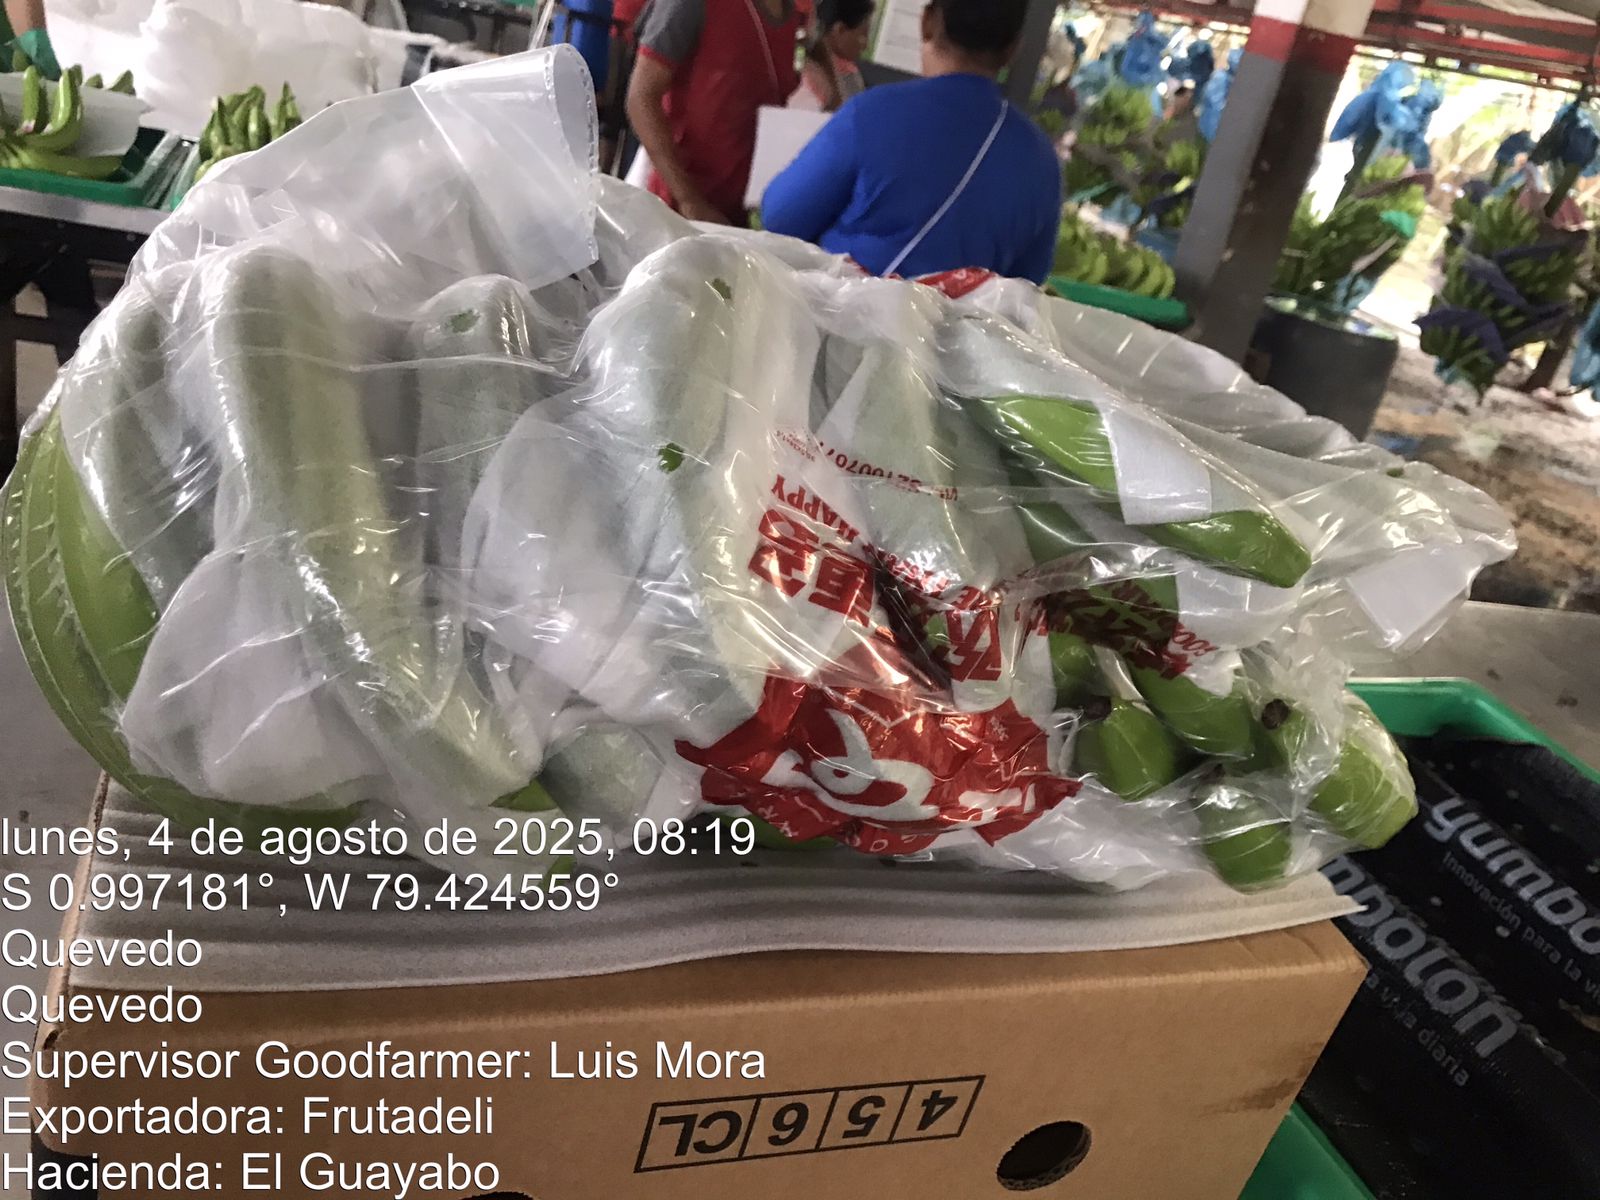 lunes, 4 de agosto de 2025, 08:19
S 0.997181°, W 79.424559°
Quevedo
Quevedo
Supervisor Goodfarmer: Luis Mora
Exportadora: Frutadeli
Hacienda: El Guayabo
HAPPY
4 5 6 CL
yumbo
Innovación para la
mbolon
vida diaria